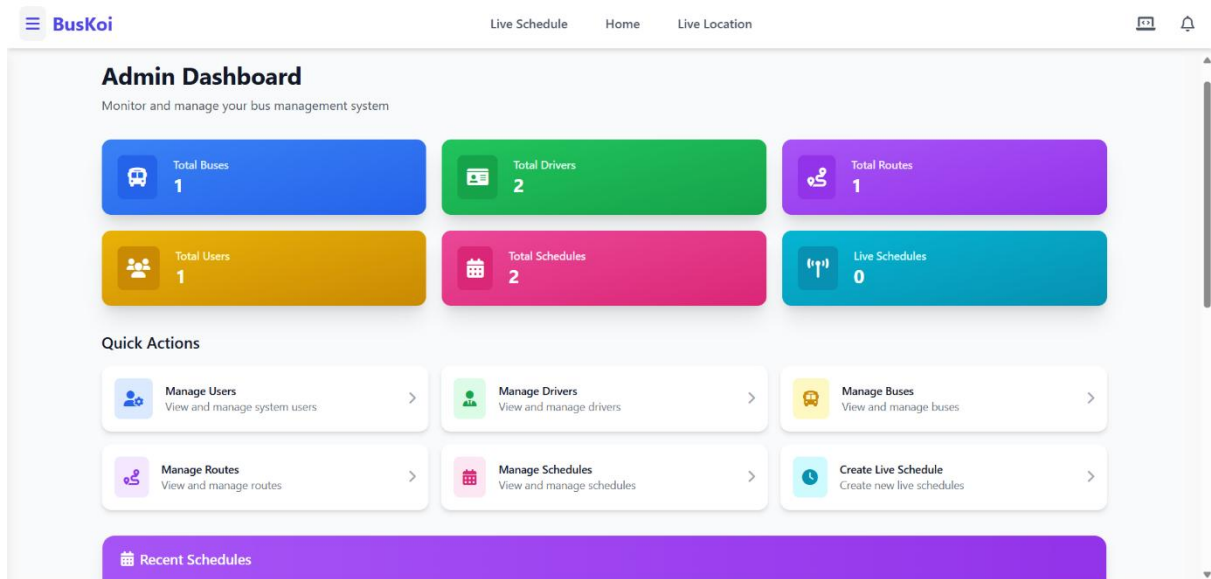 BusKoi
Live Schedule
Home
Live Location
Admin Dashboard
Monitor and manage your bus management system
Total Buses
1
Total Drivers
2
Total Routes
1
Total Users
1
Total Schedules
2
Live Schedules
0
Quick Actions
Manage Users
View and manage system users
Manage Drivers
View and manage drivers
Manage Buses
View and manage buses
Manage Routes
View and manage routes
Manage Schedules
View and manage schedules
Create Live Schedule
Create new live schedules
Recent Schedules